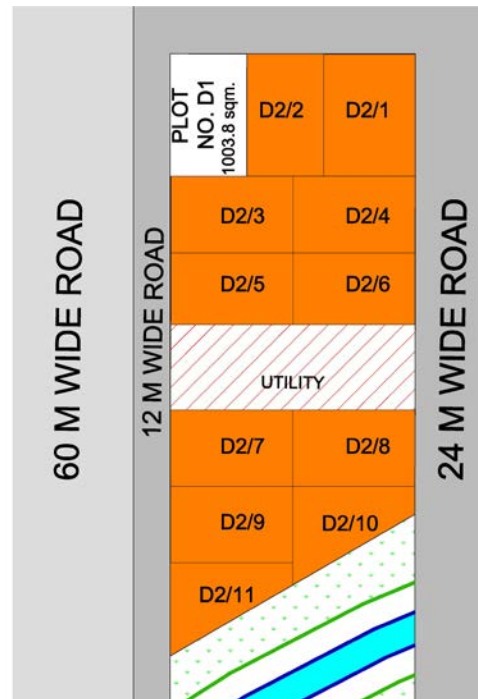 PLOT
NO. D1
1003.8 sqm.
D2/2
D2/1
D2/3
D2/4
D2/5
D2/6
UTILITY
D2/7
D2/8
D2/9
D2/10
D2/11
60 M WIDE ROAD
12 M WIDE ROAD
24 M WIDE ROAD